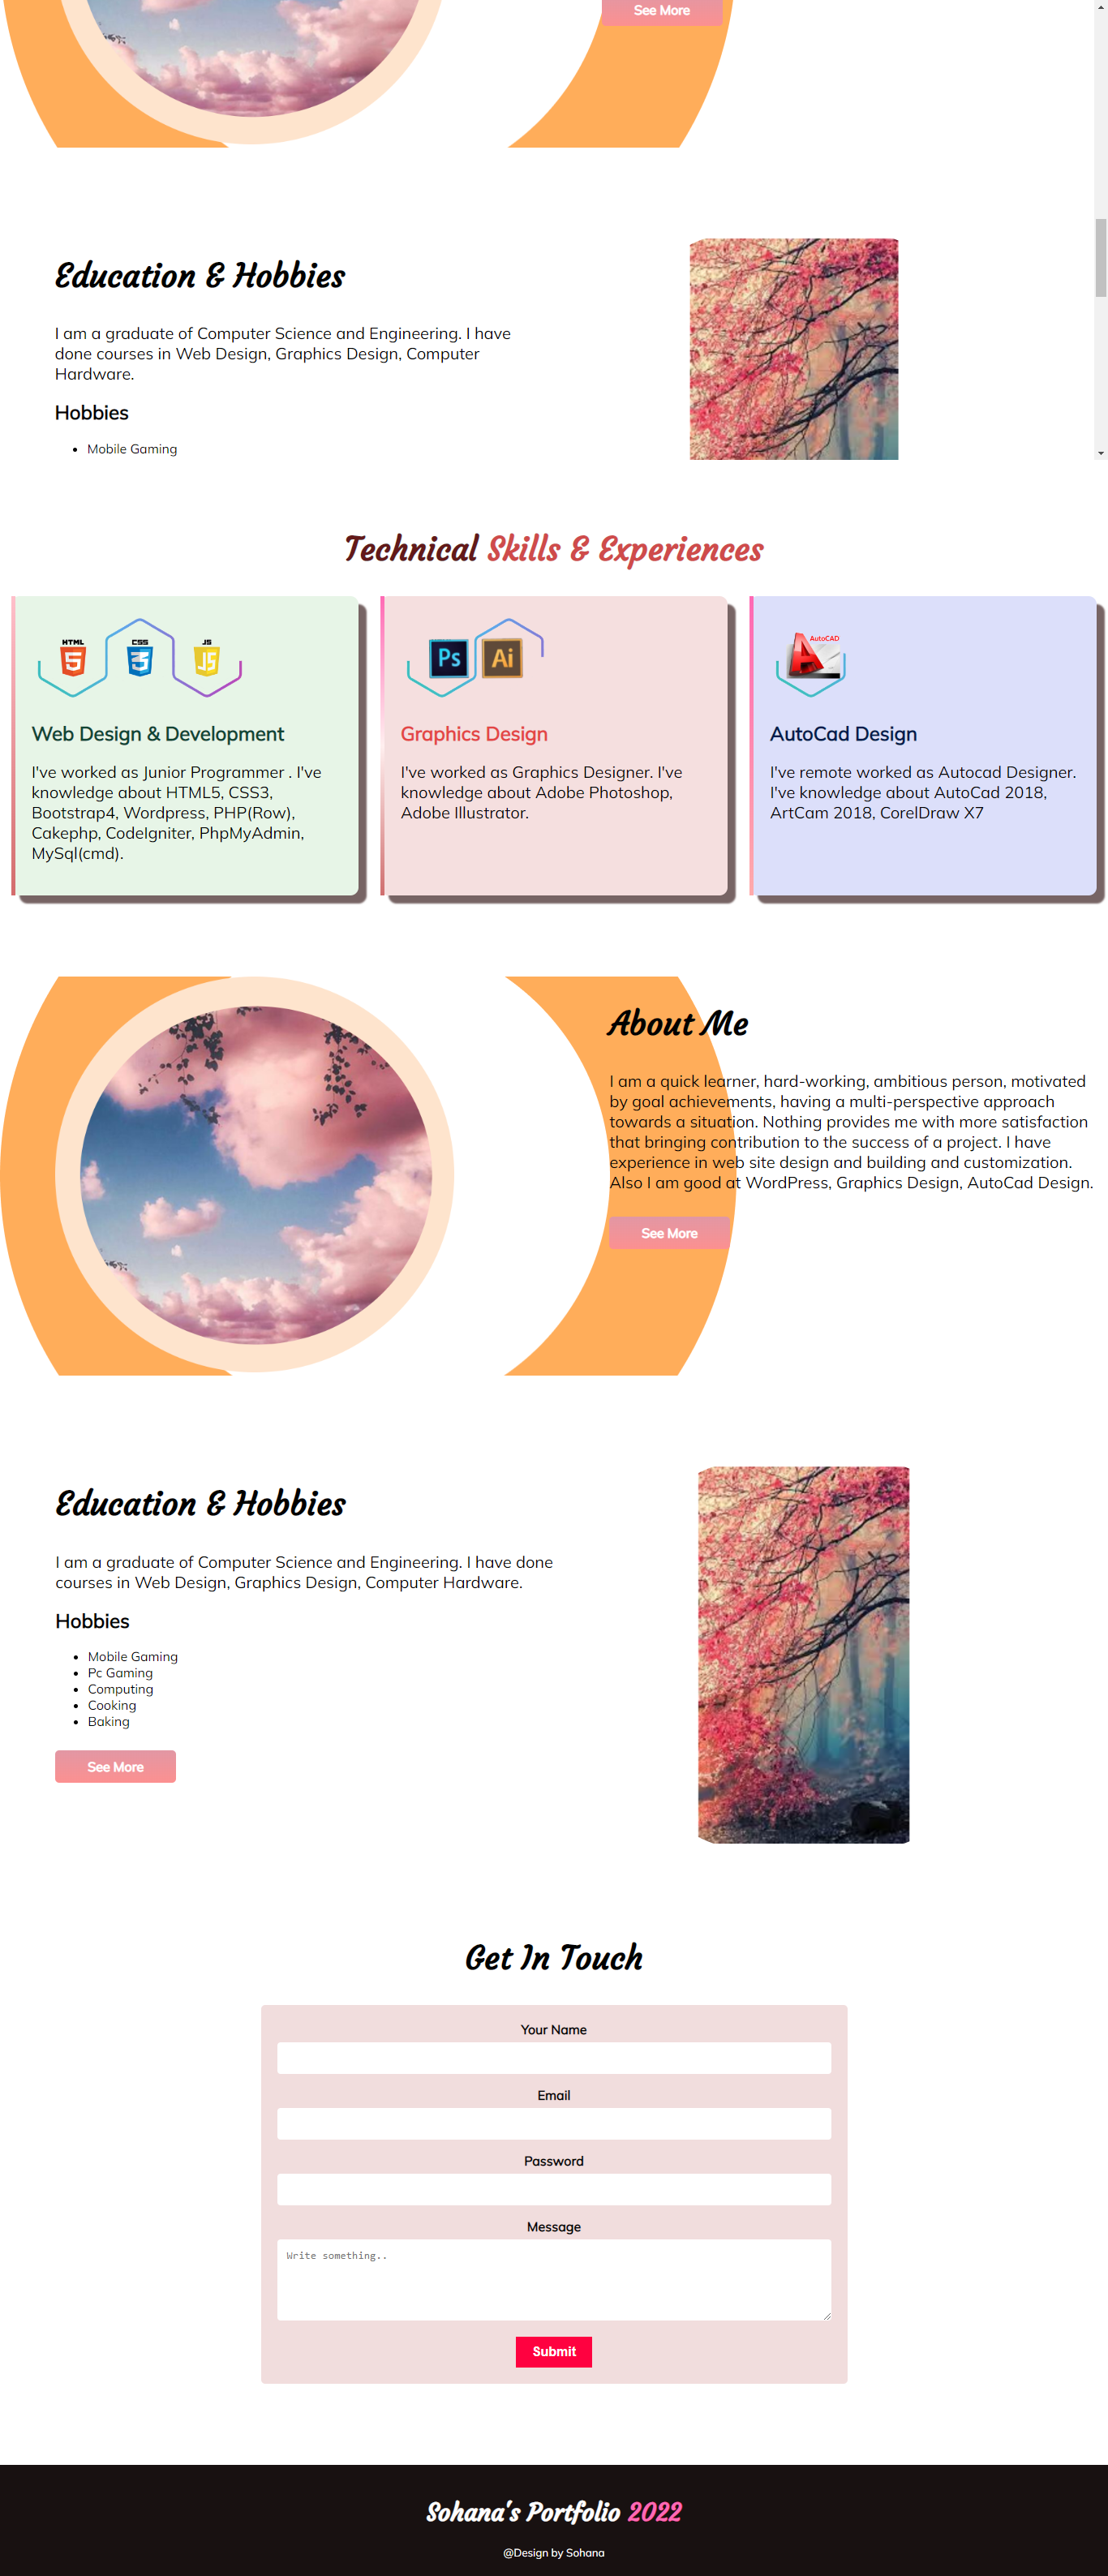 See More
Education & Hobbies
I am a graduate of Computer Science and Engineering. I have
done courses in Web Design, Graphics Design, Computer
Hardware.
Hobbies
Mobile Gaming
Technical Skills & Experiences
HTML
5
CSS
3
JS
JS
Web Design & Development
I've worked as Junior Programmer . I've
knowledge about HTML5, CSS3,
Bootstrap4, Wordpress, PHP(Row),
Cakephp, CodeIgniter, PhpMyAdmin,
MySql(cmd).
Ps
Ai
Graphics Design
I've worked as Graphics Designer. I've
knowledge about Adobe Photoshop,
Adobe Illustrator.
AutoCAD
AutoCad Design
I've remote worked as Autocad Designer.
I've knowledge about AutoCad 2018,
ArtCam 2018, CorelDraw X7
About Me
I am a quick learner, hard-working, ambitious person, motivated
by goal achievements, having a multi-perspective approach
towards a situation. Nothing provides me with more satisfaction
that bringing contribution to the success of a project. I have
experience in web site design and building and customization.
Also I am good at WordPress, Graphics Design, AutoCad Design.
See More
Education & Hobbies
I am a graduate of Computer Science and Engineering. I have done
courses in Web Design, Graphics Design, Computer Hardware.
Hobbies
Mobile Gaming
Pc Gaming
Computing
Cooking
Baking
See More
Get In Touch
Your Name
Email
Password
Message
Write something..
Submit
Sohana's Portfolio 2022
@Design by Sohana